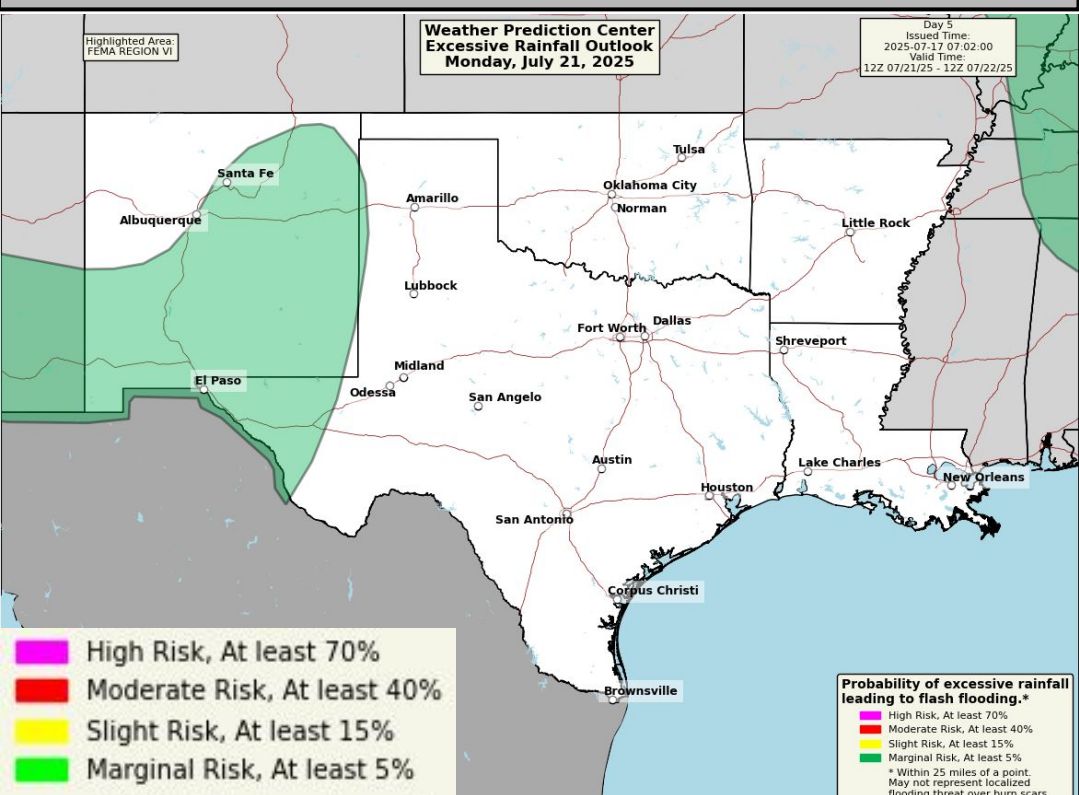 Weather Prediction Center
Excessive Rainfall Outlook
Monday, July 21, 2025
Highlighted Area:
FEMA REGION VI
Day 5
Issued Time:
2025-07-17 07:02:00
Valid Time:
12Z 07/21/25 - 12Z 07/22/25
Tulsa
Santa Fe
Oklahoma City
Amarillo
Norman
Albuquerque
Little Rock
Lubbock
Dallas
Fort Worth
Shreveport
Midland
El Paso
Odessa
San Angelo
Austin
Lake Charles
New Orleans
Houston
San Antonio
Corpus Christi
Brownsville
High Risk, At least 70%
Moderate Risk, At least 40%
Slight Risk, At least 15%
Marginal Risk, At least 5%
Probability of excessive rainfall
leading to flash flooding.*
High Risk, At least 70%
Moderate Risk, At least 40%
Slight Risk, At least 15%
Marginal Risk, At least 5%
* Within 25 miles of a point.
May not represent localized
flooding threat over burn scars